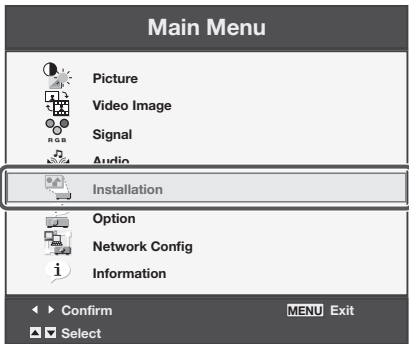 Main Menu
Picture
Video Image
RGB
Signal
Audio
Installation
Option
Network Config
i
Information
Confirm
MENU Exit
Select